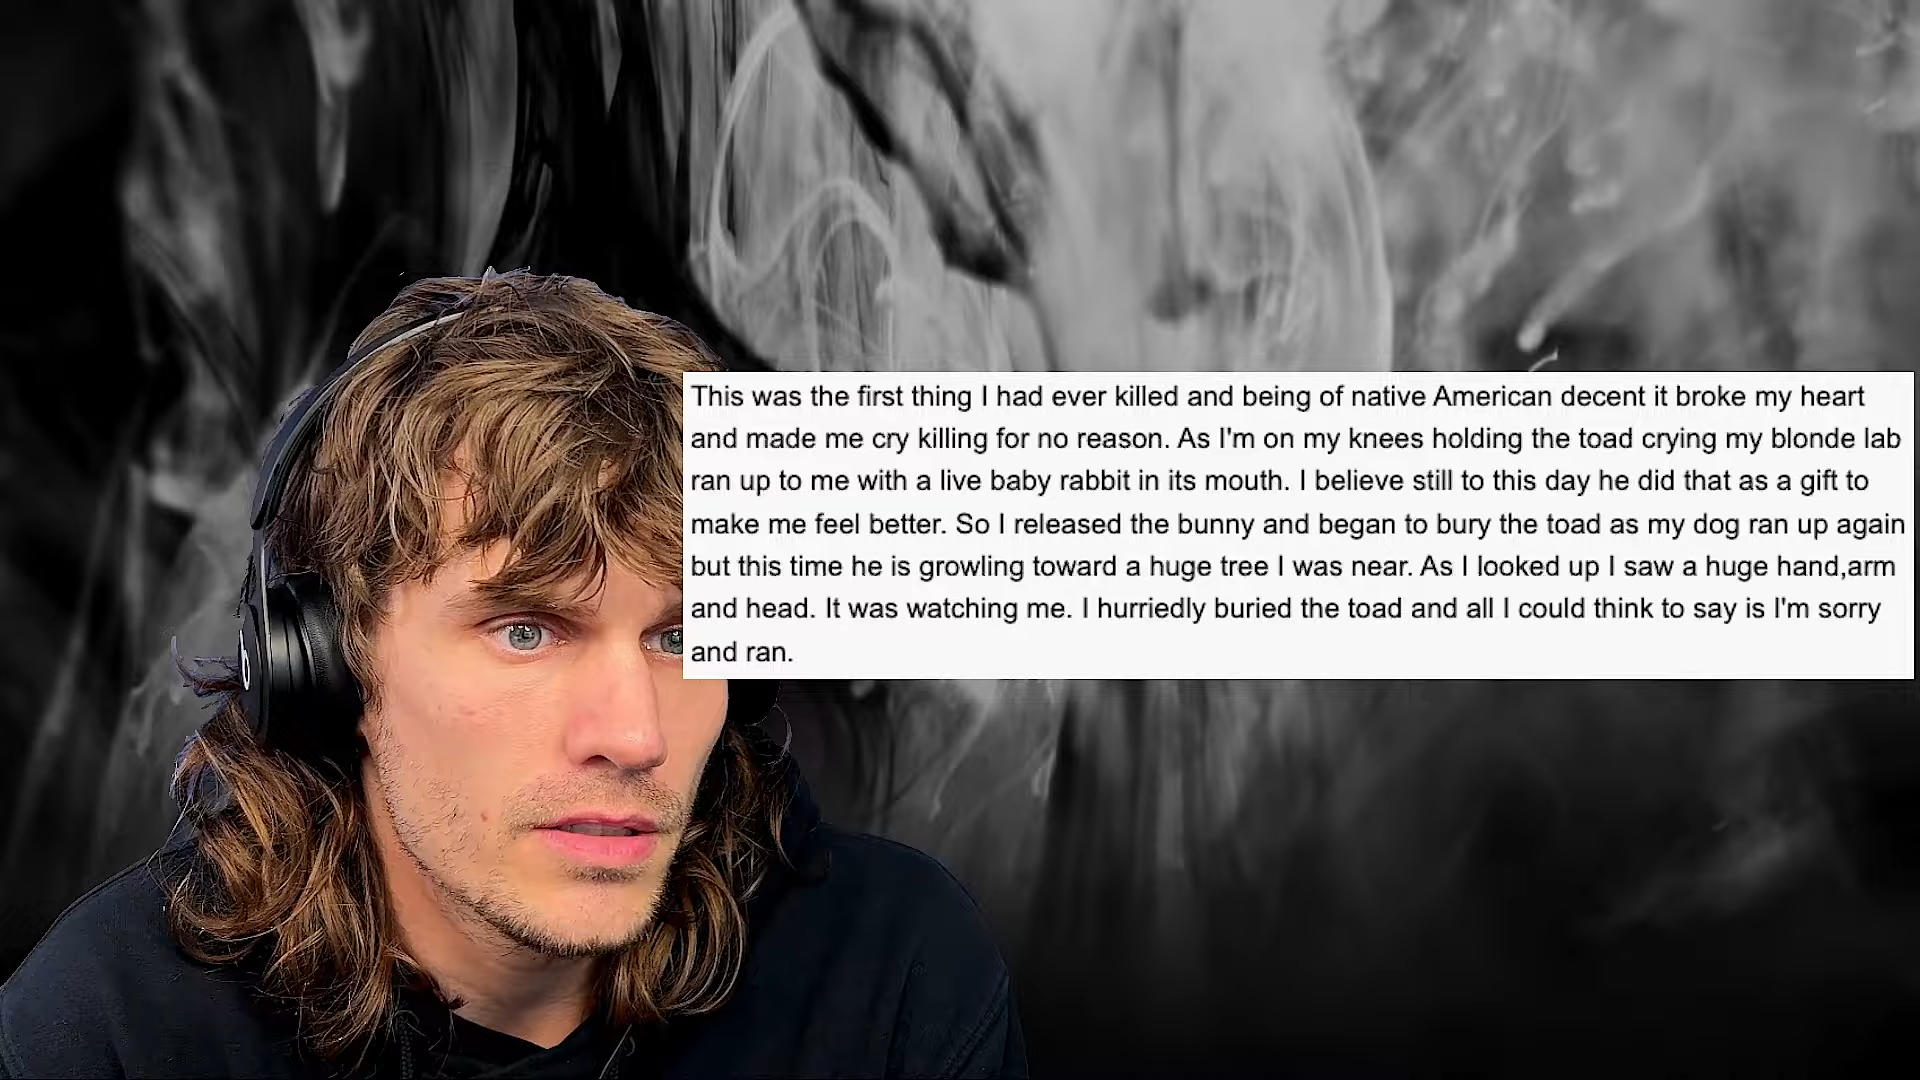 This was the first thing I had ever killed and being of native American decent it broke my heart
and made me cry killing for no reason. As I'm on my knees holding the toad crying my blonde lab
ran up to me with a live baby rabbit in its mouth. I believe still to this day he did that as a gift to
make me feel better. So I released the bunny and began to bury the toad as my dog ran up again
but this time he is growling toward a huge tree I was near. As I looked up I saw a huge hand,arm
and head. It was watching me. I hurriedly buried the toad and all I could think to say is I'm sorry
and ran.